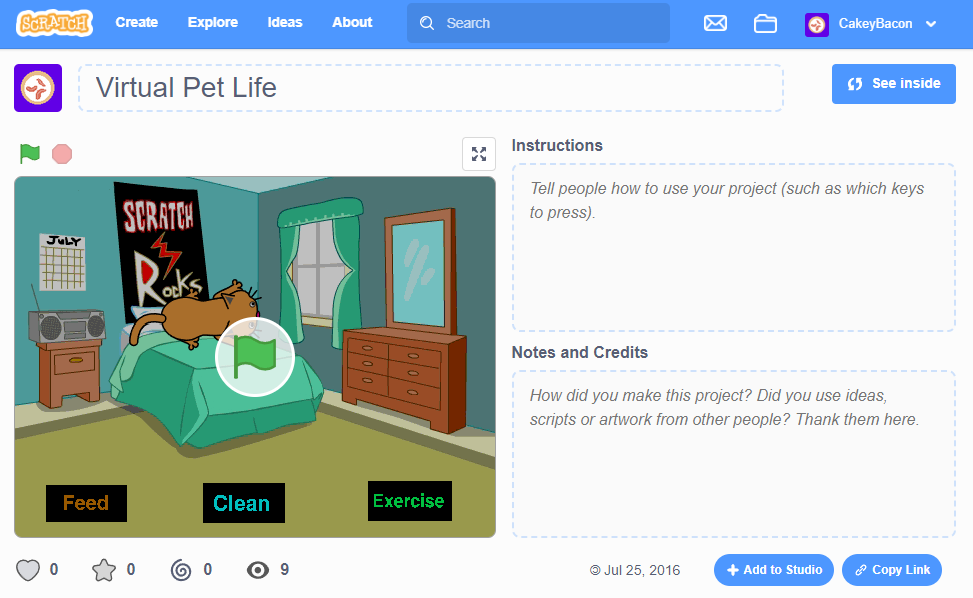 SCRATCH Create Explore Ideas About Search CakeyBacon
Virtual Pet Life
See inside
Instructions
Tell people how to use your project (such as which keys
to press).
SCRATCH
JULY
Rocks
Notes and Credits
How did you make this project? Did you use ideas,
scripts or artwork from other people? Thank them here.
Feed Clean Exercise
0 0 0 9
© Jul 25, 2016
Add to Studio
Copy Link